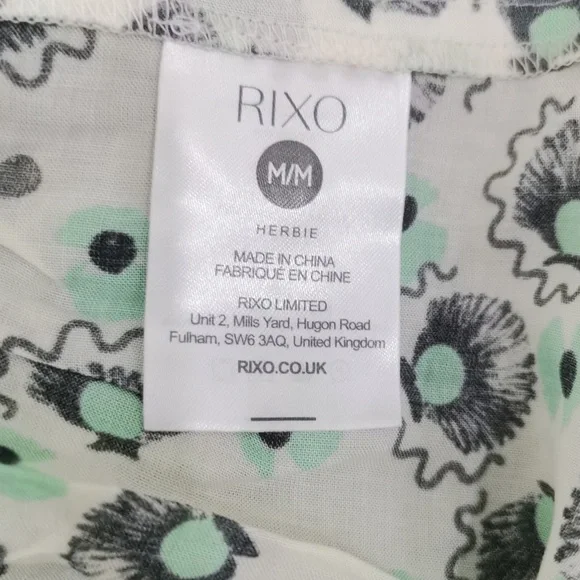 RIXO
M/M
HERBIE
MADE IN CHINA
FABRIQUÉ EN CHINE
RIXO LIMITED
Unit 2, Mills Yard, Hugon Road
Fulham, SW6 3AQ, United Kingdom
RIXO.CO.UK